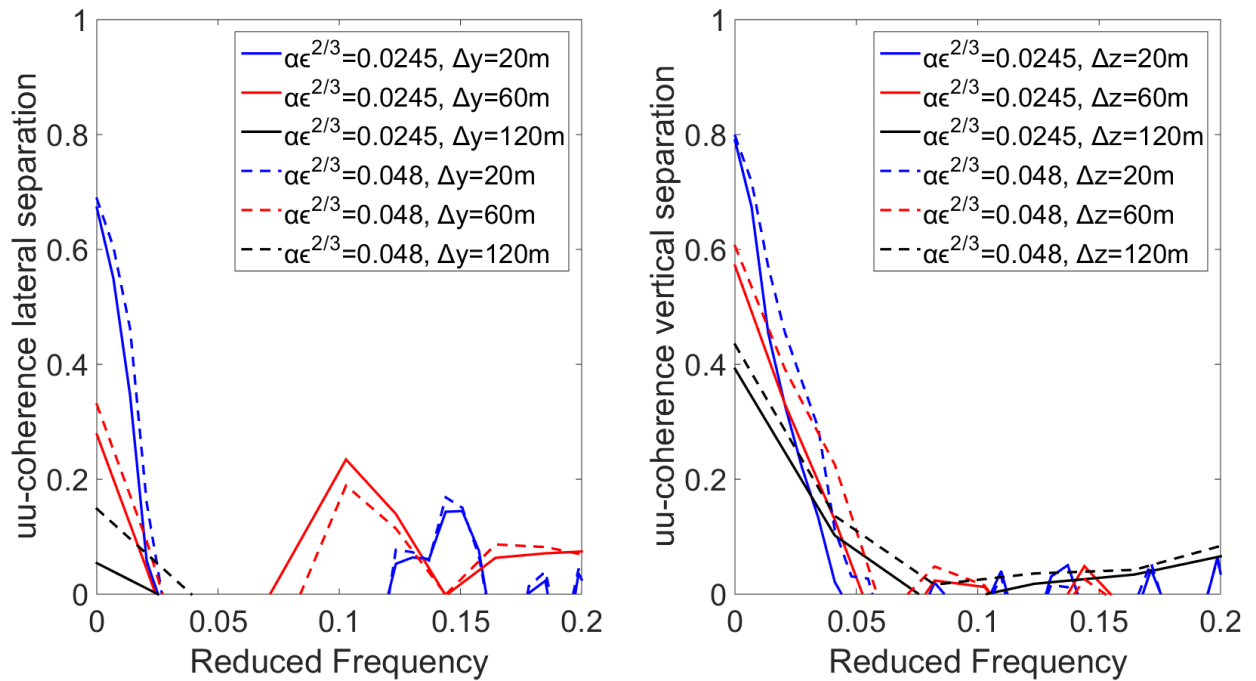 uu-coherence lateral separation
1
0.8
0.6
0.4
0.2
0
αϵ^{2/3}=0.0245, Δy=20m
αϵ^{2/3}=0.0245, Δy=60m
αϵ^{2/3}=0.0245, Δy=120m
αϵ^{2/3}=0.048, Δy=20m
αϵ^{2/3}=0.048, Δy=60m
αϵ^{2/3}=0.048, Δy=120m
0 0.05 0.1 0.15 0.2
Reduced Frequency
uu-coherence vertical separation
1
0.8
0.6
0.4
0.2
0
αϵ^{2/3}=0.0245, Δz=20m
αϵ^{2/3}=0.0245, Δz=60m
αϵ^{2/3}=0.0245, Δz=120m
αϵ^{2/3}=0.048, Δz=20m
αϵ^{2/3}=0.048, Δz=60m
αϵ^{2/3}=0.048, Δz=120m
0 0.05 0.1 0.15 0.2
Reduced Frequency